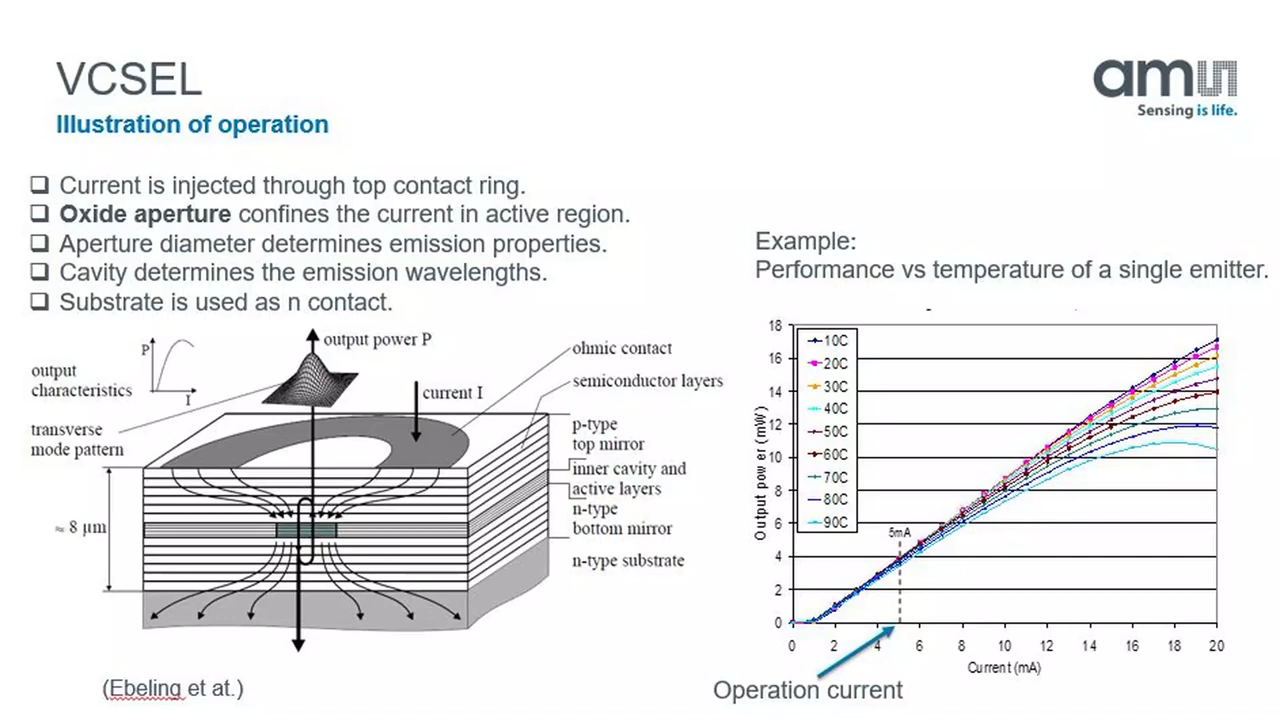 VCSEL
Illustration of operation
am
Sensing is life.
❑ Current is injected through top contact ring.
❑ Oxide aperture confines the current in active region.
❑ Aperture diameter determines emission properties.
❑ Cavity determines the emission wavelengths.
❑ Substrate is used as n contact.
P
I
output
characteristics
transverse
mode pattern
output power P
current I
ohmic contact
semiconductor layers
p-type
top mirror
inner cavity and
active layers
n-type
bottom mirror
n-type substrate
≈ 8 µm
(Ebeling et at.)
Example:
Performance vs temperature of a single emitter.
Output power (mW)
18
16
14
12
10
8
6
4
2
0
10C
20C
30C
40C
50C
60C
70C
80C
90C
5mA
0 2 4 6 8 10 12 14 16 18 20
Current (mA)
Operation current